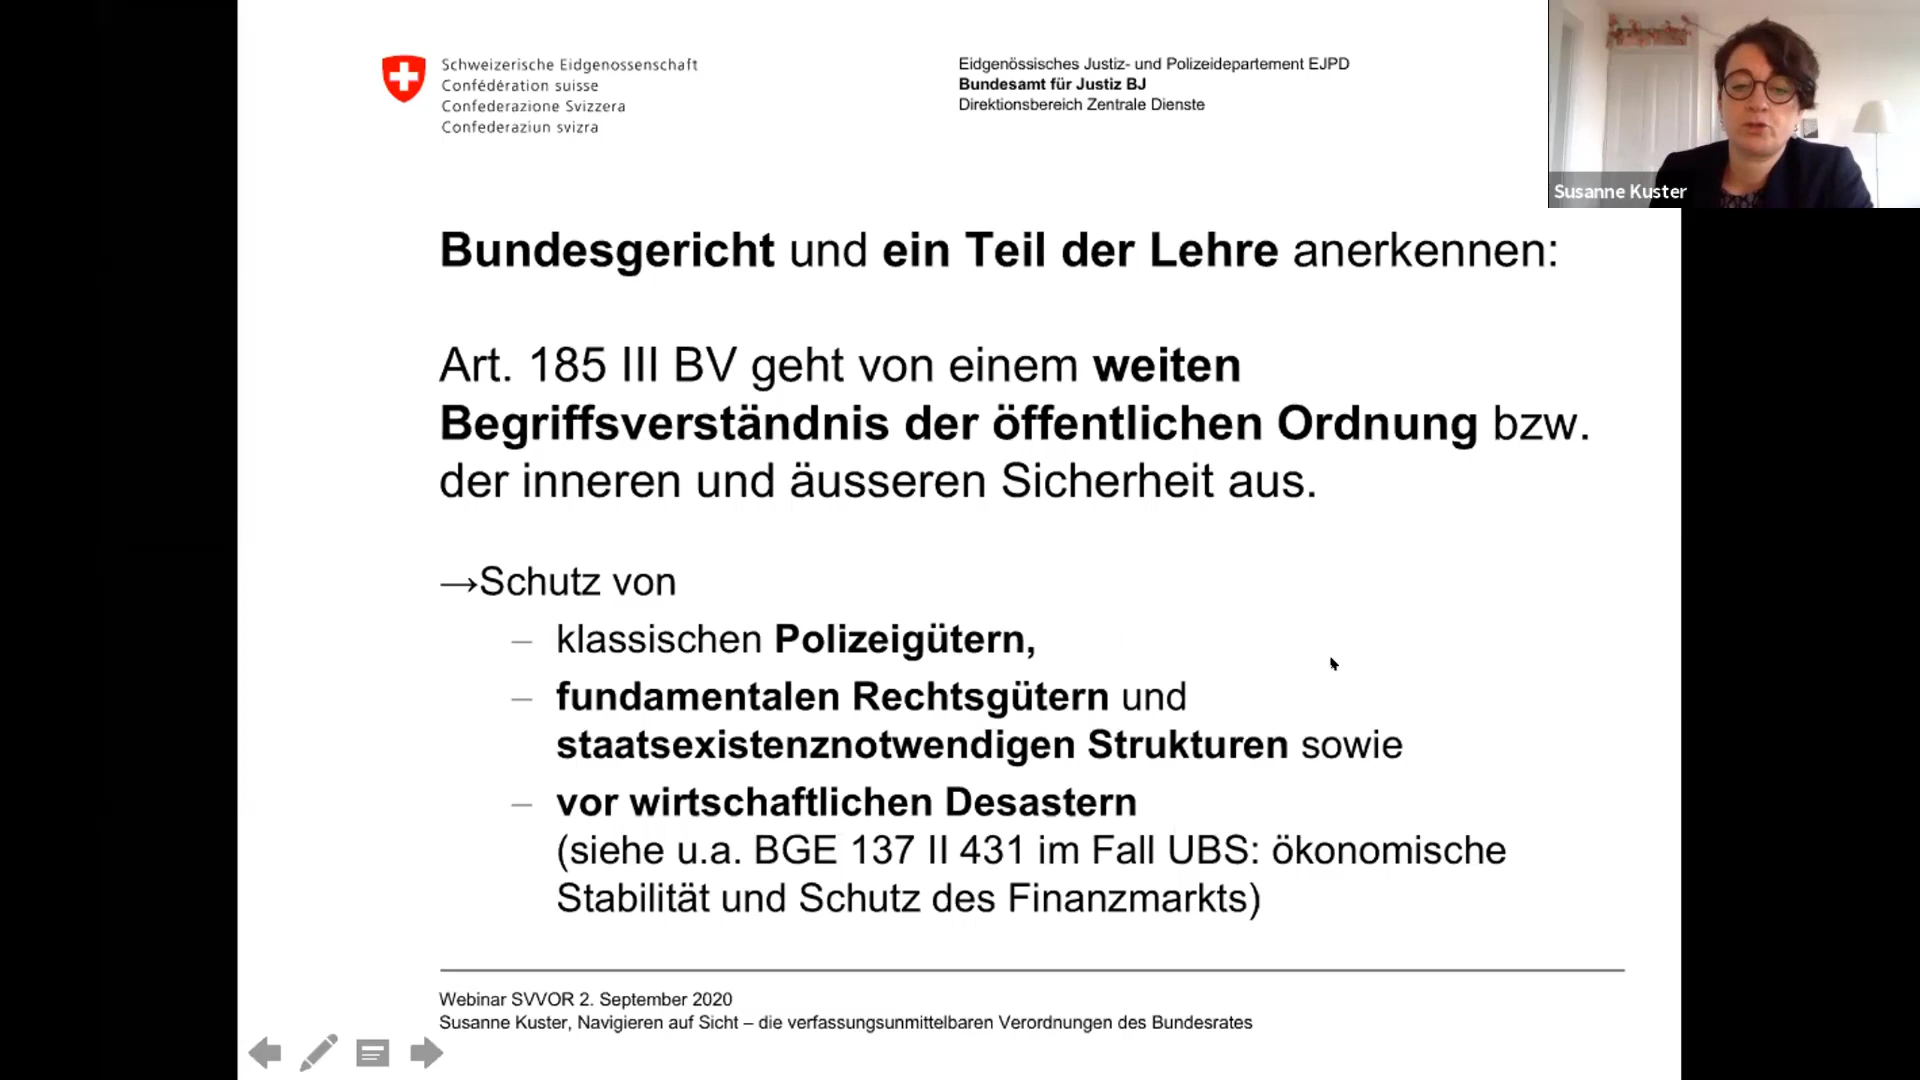 Schweizerische Eidgenossenschaft
Confédération suisse
Confederazione Svizzera
Confederaziun svizra
Eidgenössisches Justiz- und Polizeidepartement EJPD
Bundesamt für Justiz BJ
Direktionsbereich Zentrale Dienste
Susanne Kuster
Bundesgericht und ein Teil der Lehre anerkennen:
Art. 185 III BV geht von einem weiten
Begriffsverständnis der öffentlichen Ordnung bzw.
der inneren und äusseren Sicherheit aus.
→Schutz von
– klassischen Polizeigütern,
– fundamentalen Rechtsgütern und
staatsexistenznotwendigen Strukturen sowie
– vor wirtschaftlichen Desastern
(siehe u.a. BGE 137 II 431 im Fall UBS: ökonomische
Stabilität und Schutz des Finanzmarkts)
Webinar SVVOR 2. September 2020
Susanne Kuster, Navigieren auf Sicht – die verfassungsunmittelbaren Verordnungen des Bundesrates